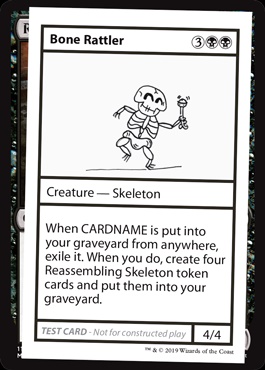 Bone Rattler 3
Creature — Skeleton
When CARDNAME is put into
your graveyard from anywhere,
exile it. When you do, create four
Reassembling Skeleton token
cards and put them into your
graveyard.
TEST CARD - Not for constructed play 4/4
™ & © 2019 Wizards of the Coast